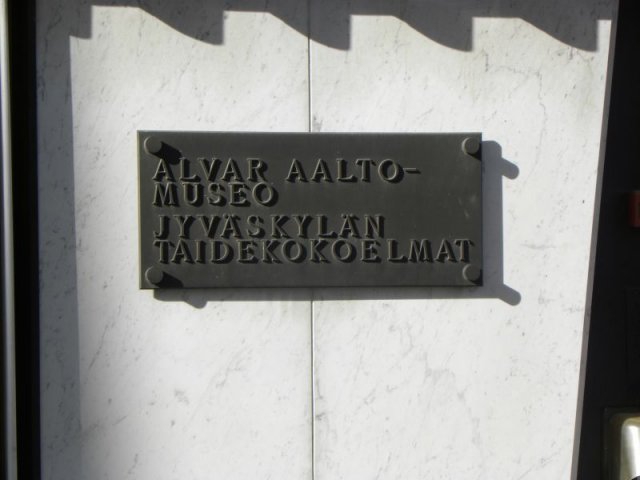 ALVAR AALTO-
MUSEO
JYVÄSKYLÄN
TAIDEKOKOELMAT